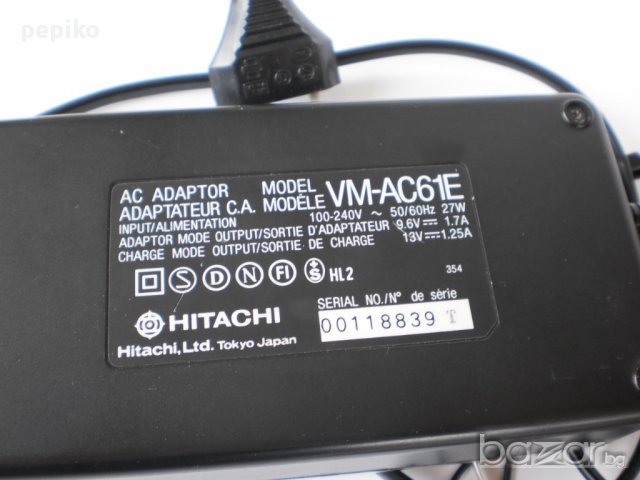 pepiko
AC ADAPTOR MODEL VM-AC61E
ADAPTATEUR C.A. MODÈLE
INPUT/ALIMENTATION 100-240V ~ 50/60Hz 27W
ADAPTOR MODE OUTPUT/SORTIE D'ADAPTATEUR 9.6V 1.7A
CHARGE MODE OUTPUT/SORTIE DE CHARGE 13V 1.25A
S D N FI S HL2 354
SERIAL NO./N° de série
00118839 T
HITACHI
Hitachi,Ltd. Tokyo Japan
bazar.bg